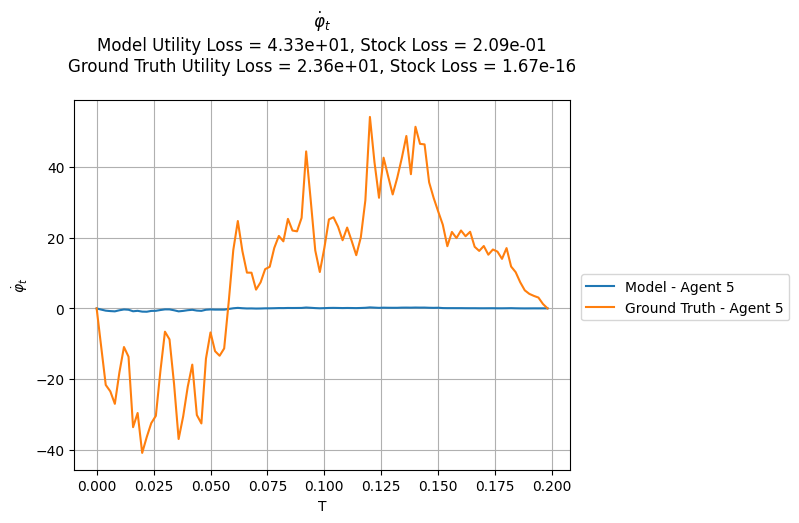 φ̇ₜ
Model Utility Loss = 4.33e+01, Stock Loss = 2.09e-01
Ground Truth Utility Loss = 2.36e+01, Stock Loss = 1.67e-16
φ̇ₜ
40
20
0
−20
−40
0.000 0.025 0.050 0.075 0.100 0.125 0.150 0.175 0.200
T
Model - Agent 5
Ground Truth - Agent 5